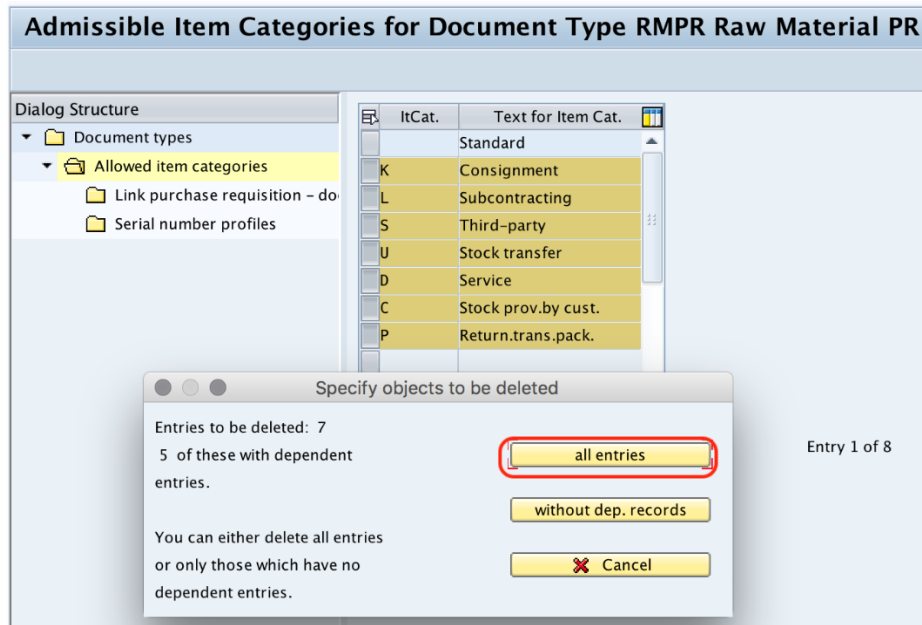 Admissible Item Categories for Document Type RMPR Raw Material PR
Dialog Structure
Document types
Allowed item categories
Link purchase requisition – do
Serial number profiles
ItCat. Text for Item Cat.
Standard
K Consignment
L Subcontracting
S Third–party
U Stock transfer
D Service
C Stock prov.by cust.
P Return.trans.pack.
Entry 1 of 8
Specify objects to be deleted
Entries to be deleted: 7
5 of these with dependent
entries.
You can either delete all entries
or only those which have no
dependent entries.
all entries
without dep. records
Cancel